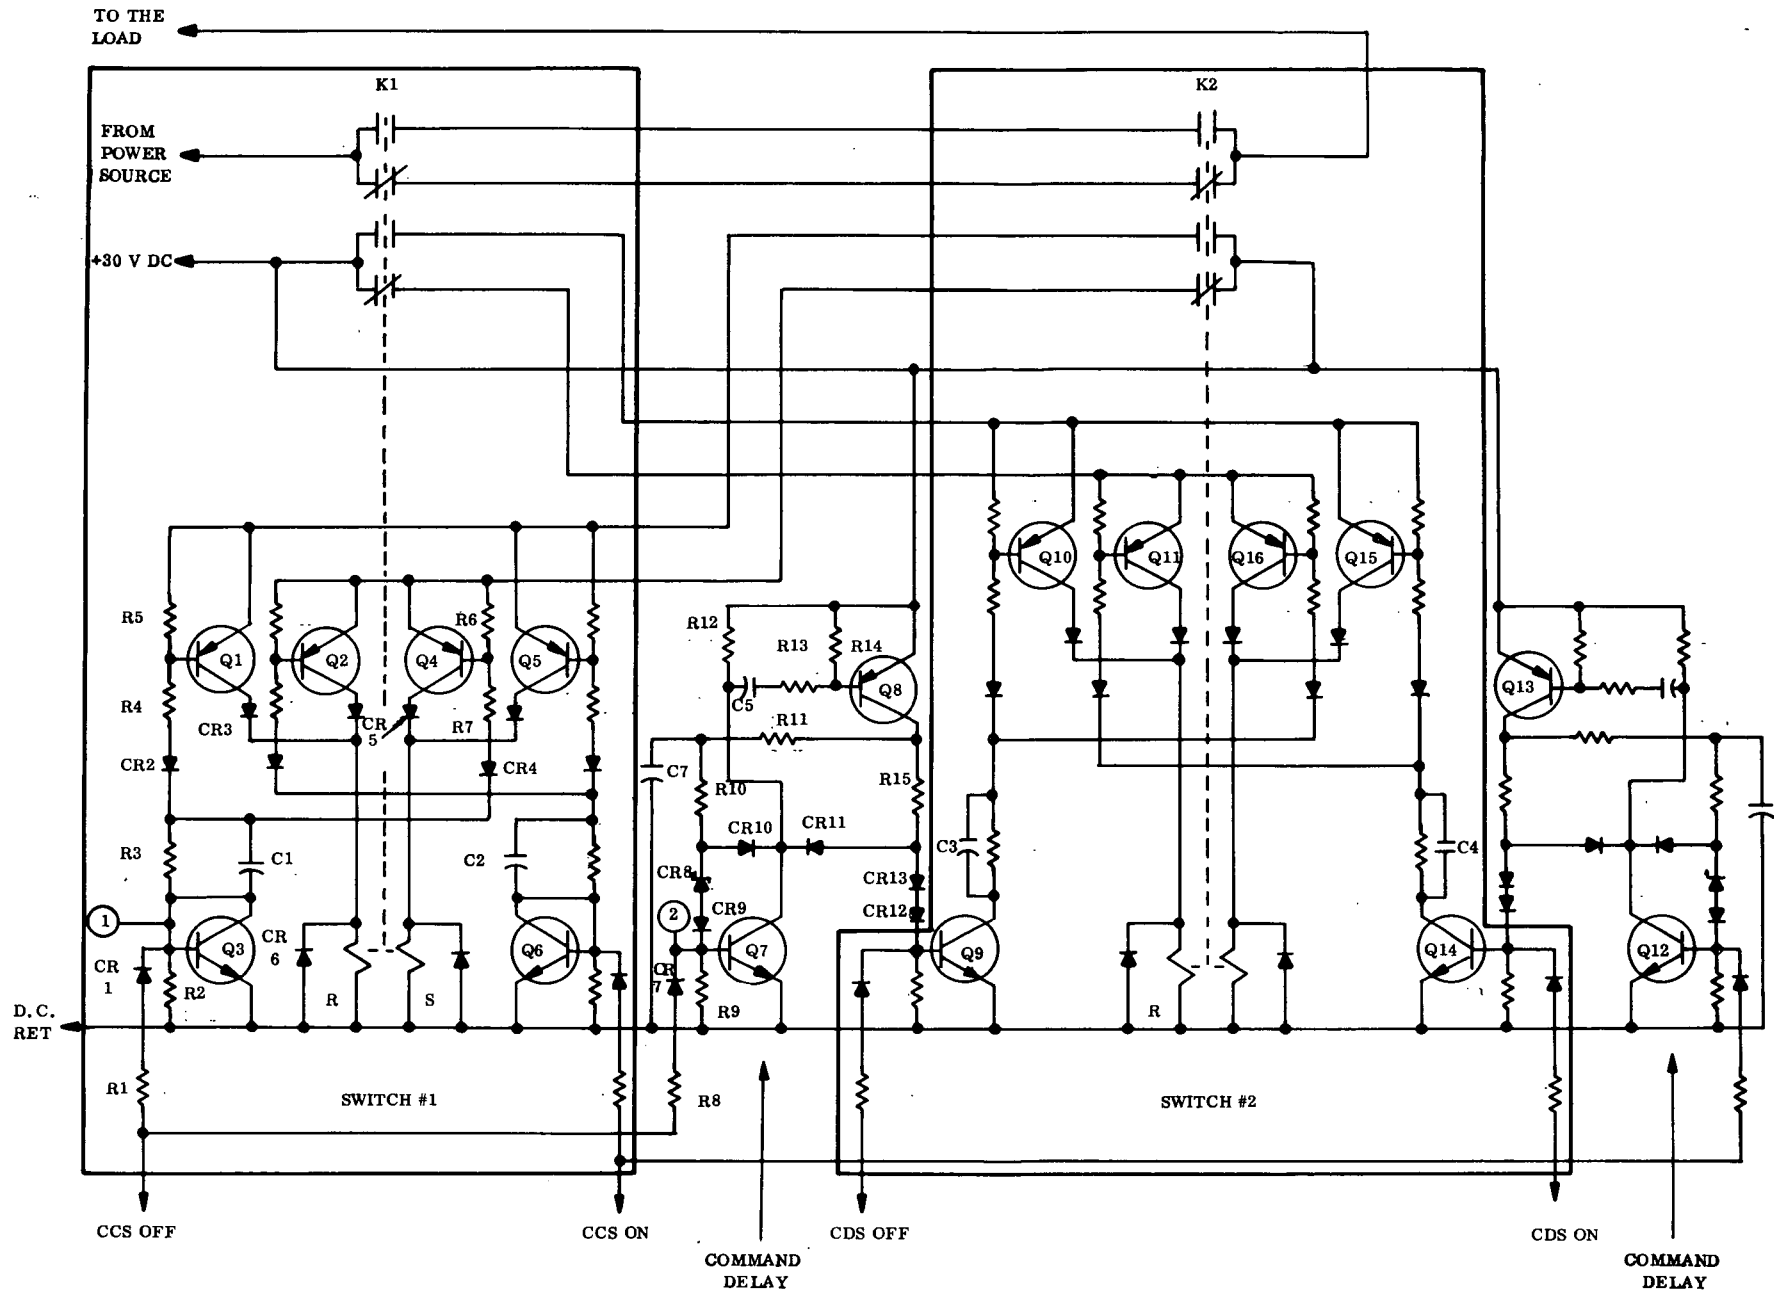 TO THE
LOAD
K1
K2
FROM
POWER
SOURCE
+30 V DC
Q10
Q11
Q16
Q15
R5
Q1
Q2
R6
Q4
Q5
R12
R13
R14
Q8
Q13
R4
CR3
CR
5
R7
C5
R11
CR2
CR4
C7
R10
R15
R3
C1
C2
CR10
CR11
C3
C4
CR8
CR13
1
CR9
2
CR12
Q3
CR
6
Q6
Q7
Q9
Q14
Q12
CR
1
R2
R
S
CR
7
R9
R
D.C.
RET
R1
SWITCH #1
R8
SWITCH #2
CCS OFF
CCS ON
CDS OFF
CDS ON
COMMAND
DELAY
COMMAND
DELAY